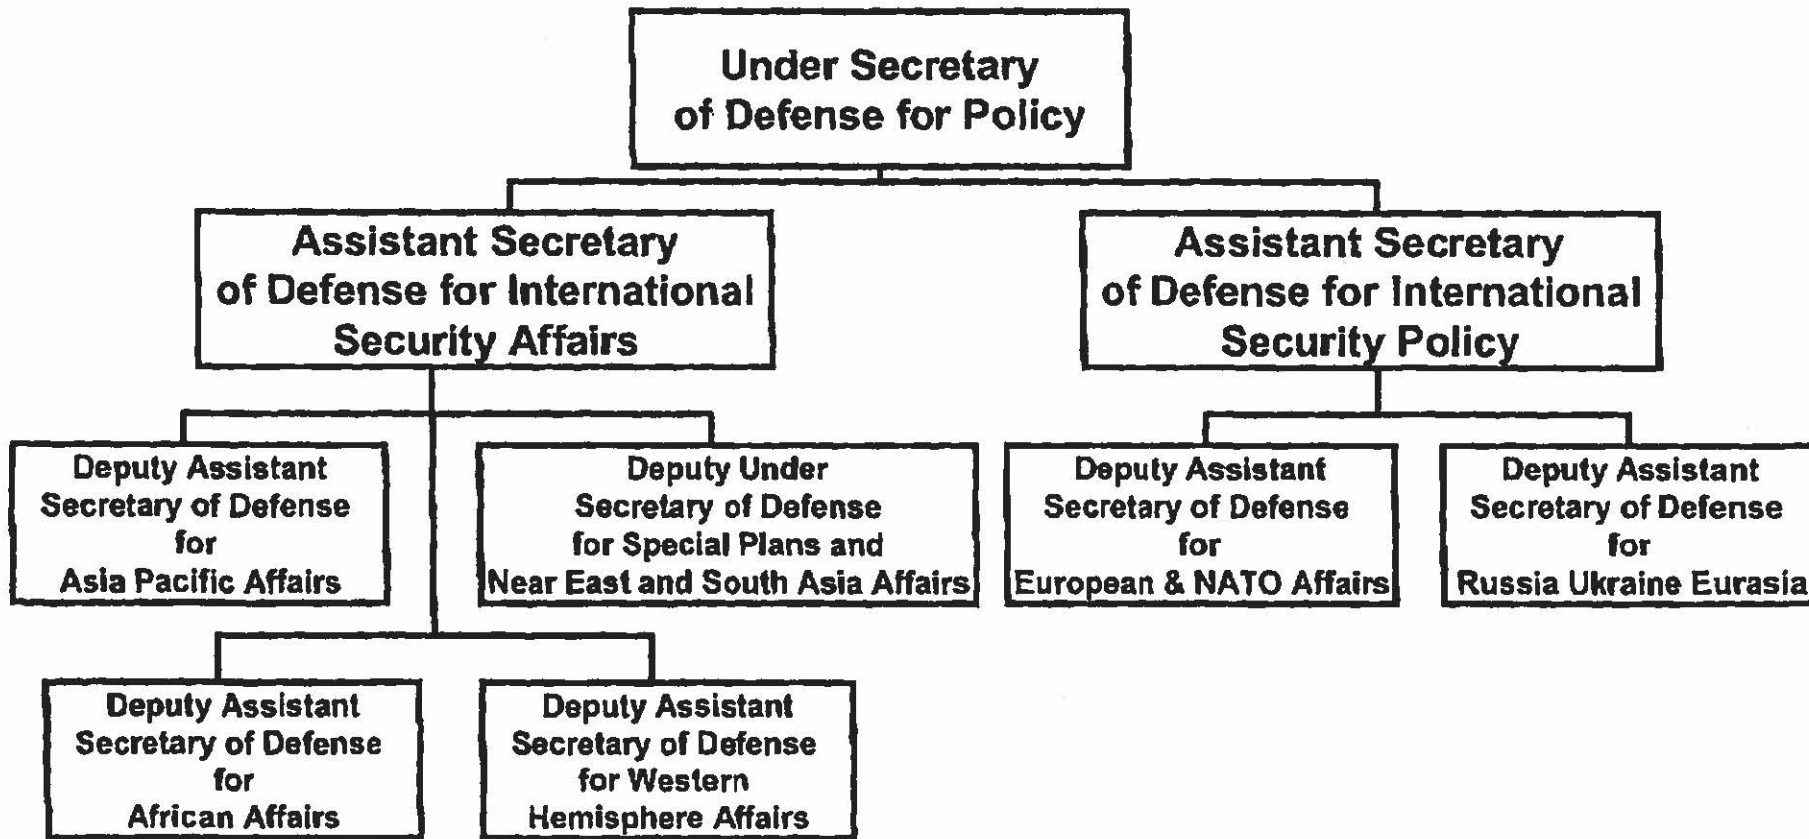 Under Secretary
of Defense for Policy
Assistant Secretary
of Defense for International
Security Affairs
Assistant Secretary
of Defense for International
Security Policy
Deputy Assistant
Secretary of Defense
for
Asia Pacific Affairs
Deputy Under
Secretary of Defense
for Special Plans and
Near East and South Asia Affairs
Deputy Assistant
Secretary of Defense
for
European & NATO Affairs
Deputy Assistant
Secretary of Defense
for
Russia Ukraine Eurasia
Deputy Assistant
Secretary of Defense
for
African Affairs
Deputy Assistant
Secretary of Defense
for Western
Hemisphere Affairs